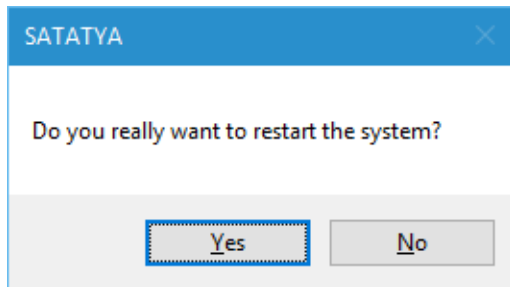 SATATYA
Do you really want to restart the system?
Yes
No